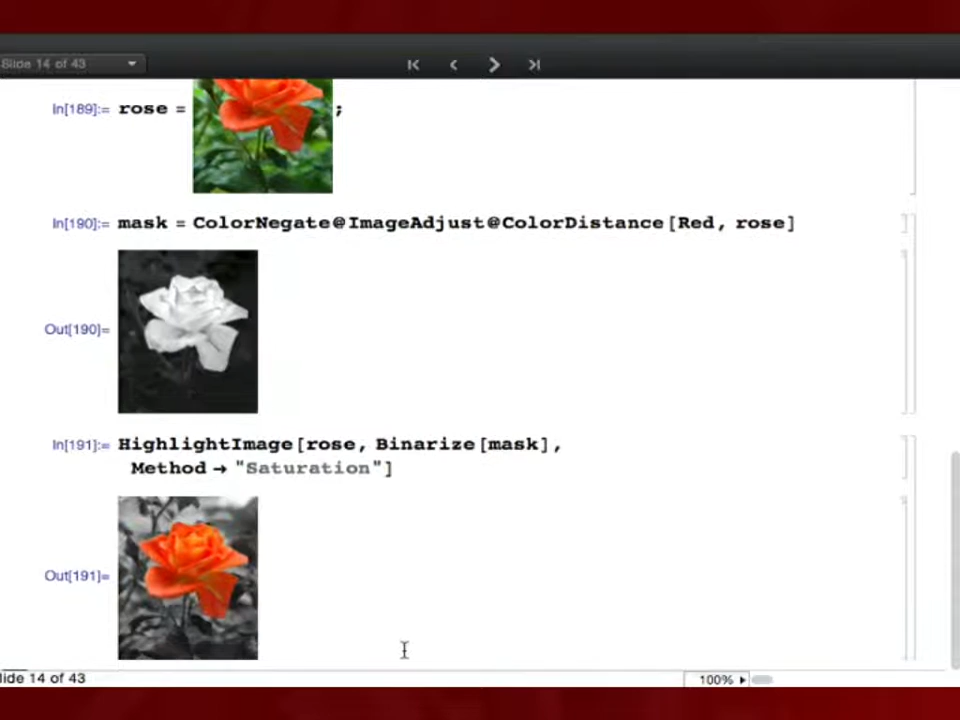 Slide 14 of 43
In[189]:= rose = ;
In[190]:= mask = ColorNegate@ImageAdjust@ColorDistance[Red, rose]
Out[190]=
In[191]:= HighlightImage[rose, Binarize[mask],
Method → "Saturation"]
Out[191]=
lide 14 of 43
100%